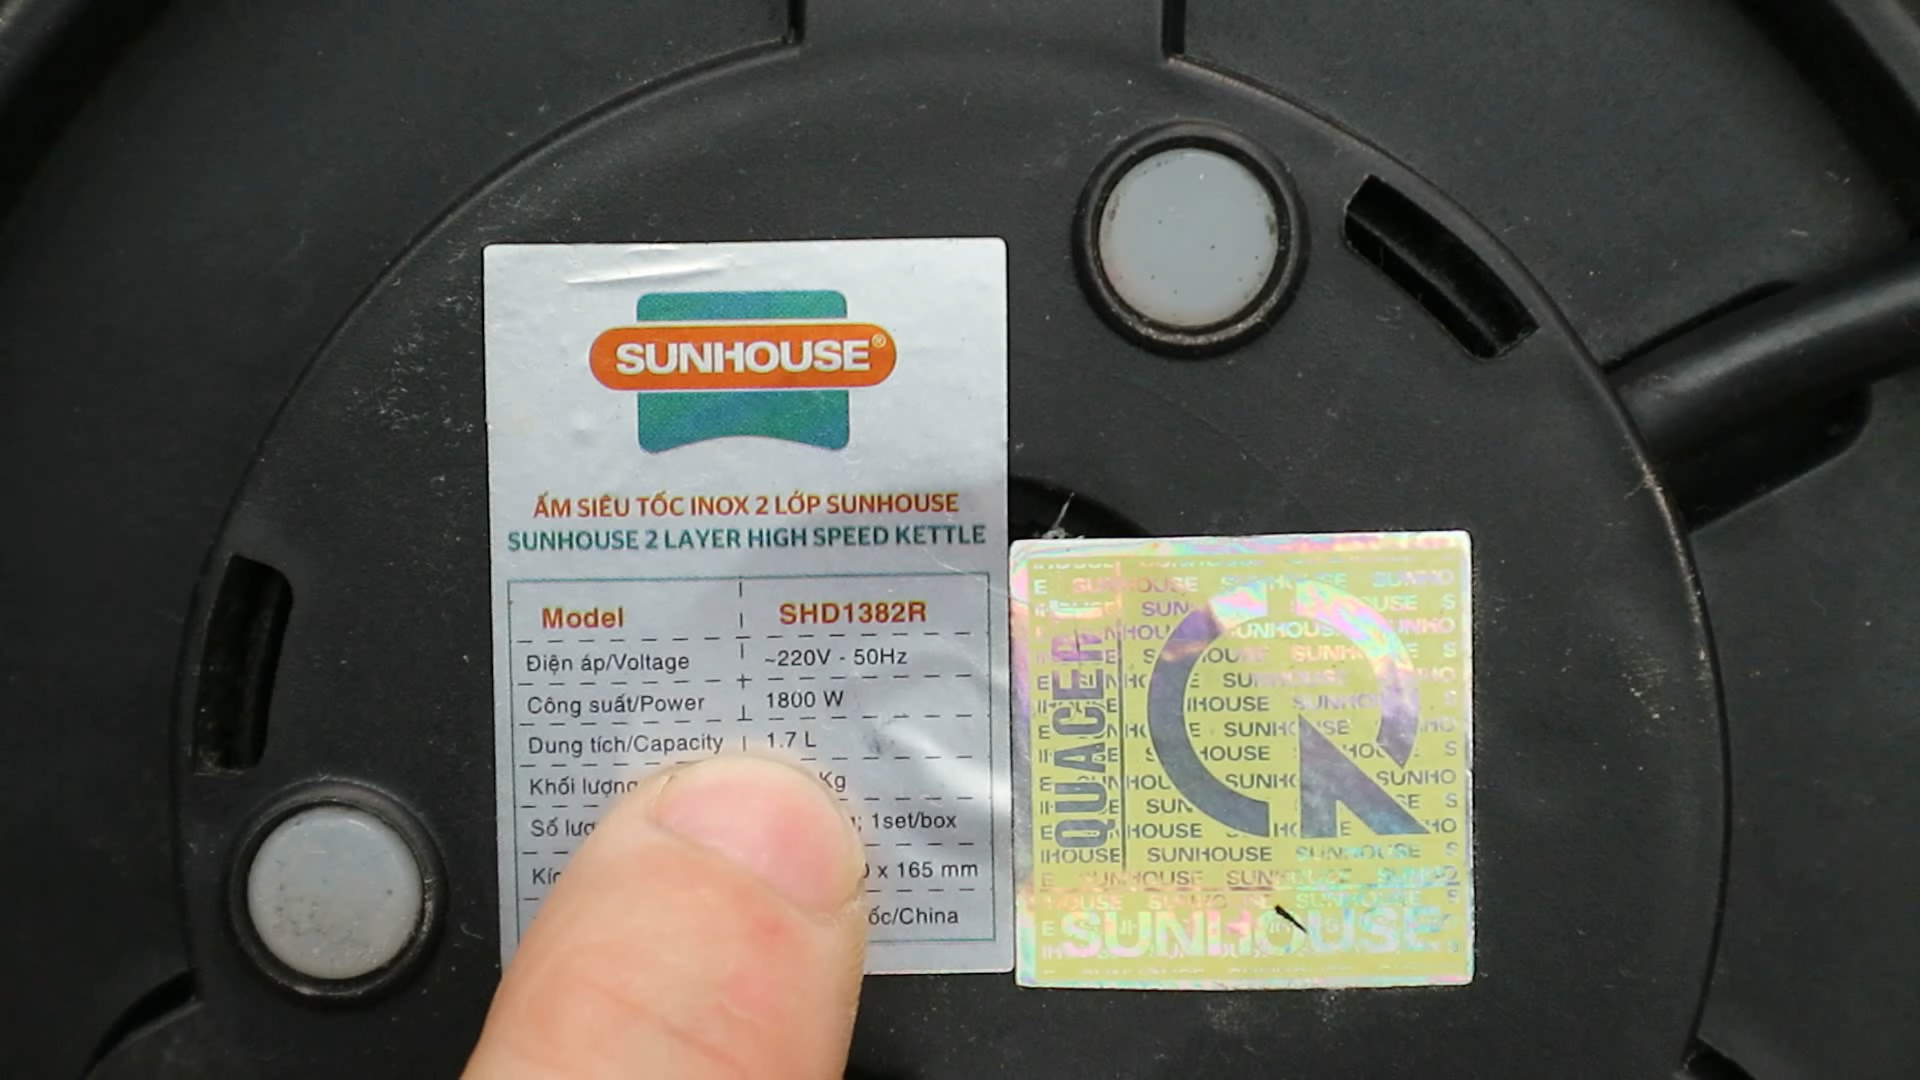 SUNHOUSE®
ẤM SIÊU TỐC INOX 2 LỚP SUNHOUSE
SUNHOUSE 2 LAYER HIGH SPEED KETTLE
Model SHD1382R
Điện áp/Voltage ~220V - 50Hz
Công suất/Power 1800 W
Dung tích/Capacity 1.7 L
Khối lượng Kg
Số 1set/box
x 165 mm
/China
QUACERT
SUNHOUSE